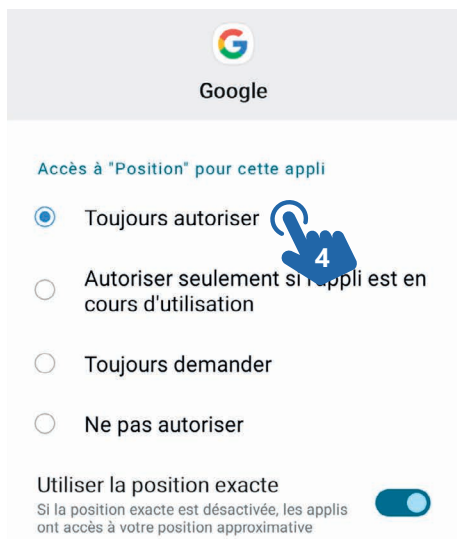 Google
Accès à "Position" pour cette appli
Toujours autoriser
4
Autoriser seulement si l'appli est en
cours d'utilisation
Toujours demander
Ne pas autoriser
Utiliser la position exacte
Si la position exacte est désactivée, les applis
ont accès à votre position approximative